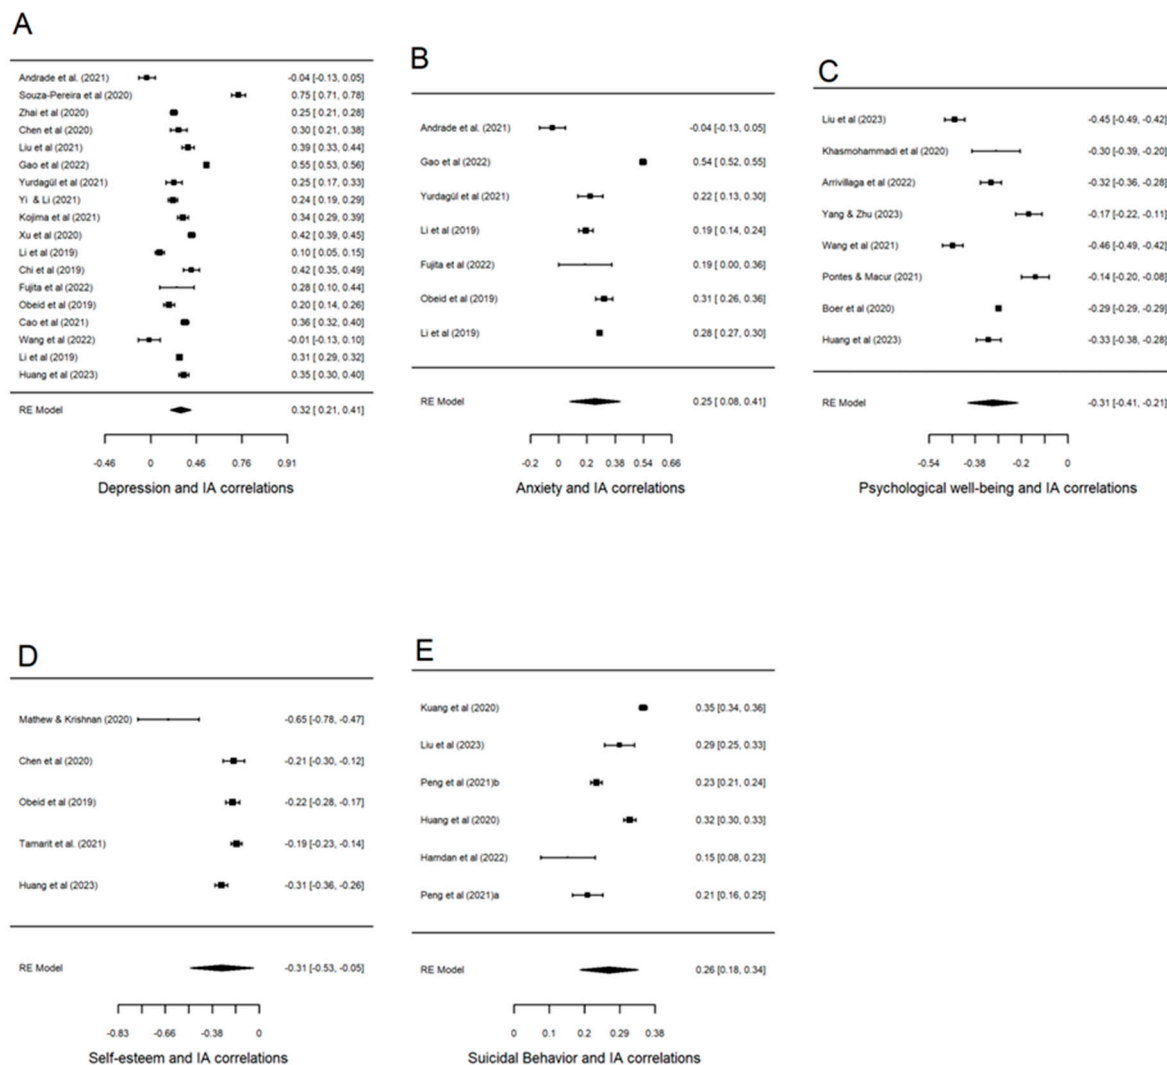 A
Andrade et al. (2021) -0.04 [-0.13, 0.05]
Souza-Pereira et al (2020) 0.75 [0.71, 0.78]
Zhai et al (2020) 0.25 [ 0.21, 0.28]
Chen et al (2020) 0.30 [ 0.21, 0.38]
Liu et al (2021) 0.39 [ 0.33, 0.44]
Gao et al (2022) 0.55 [ 0.53, 0.56]
Yurdagül et al (2021) 0.25 [ 0.17, 0.33]
Yi & Li (2021) 0.24 [ 0.19, 0.29]
Kojima et al (2021) 0.34 [ 0.29, 0.39]
Xu et al (2020) 0.42 [ 0.39, 0.45]
Li et al (2019) 0.10 [ 0.05, 0.15]
Chi et al (2019) 0.42 [ 0.35, 0.49]
Fujita et al (2022) 0.28 [ 0.10, 0.44]
Obeid et al (2019) 0.20 [ 0.14, 0.26]
Cao et al (2021) 0.36 [ 0.32, 0.40]
Wang et al (2022) -0.01 [-0.13, 0.10]
Li et al (2019) 0.31 [ 0.29, 0.32]
Huang et al (2023) 0.35 [ 0.30, 0.40]
RE Model 0.32 [ 0.21, 0.41]
-0.46 0 0.46 0.76 0.91
Depression and IA correlations
B
Andrade et al. 2021) -0.04 [-0.13, 0.05]
Gao et al (2022) 0.54 [ 0.52, 0.55]
Yurdagül et al (2021) 0.22 [ 0.13, 0.30]
Li et al (2019) 0.19 [ 0.14, 0.24]
Fujita et al (2022) 0.19 [ 0.00, 0.36]
Obeid et al (2019) 0.31 [ 0.26, 0.36]
Li et al (2019) 0.28 [ 0.27, 0.30]
RE Model 0.25 [ 0.08, 0.41]
-0.2 0 0.2 0.38 0.54 0.66
Anxiety and IA correlations
C
Liu et al (2023) -0.45 [-0.49, -0.42]
Khasmohammadi et al (2020) -0.30 [-0.39, -0.20]
Arrivillaga et al (2022) -0.32 [-0.36, -0.28]
Yang & Zhu (2023) -0.17 [-0.22, -0.11]
Wang et al (2021) -0.46 [-0.49, -0.42]
Pontes & Macur (2021) -0.14 [-0.20, -0.08]
Boer et al (2020) -0.29 [-0.29, -0.29]
Huang et al (2023) -0.33 [-0.38, -0.28]
RE Model -0.31 [-0.41, -0.21]
-0.54 -0.38 -0.2 0
Psychological well-being and IA correlations
D
Mathew & Krishnan (2020) -0.65 [-0.78, -0.47]
Chen et al (2020) -0.21 [-0.30, -0.12]
Obeid et al (2019) -0.22 [-0.28, -0.17]
Tamarit et al. (2021) -0.19 [-0.23, -0.14]
Huang et al (2023) -0.31 [-0.36, -0.26]
RE Model -0.31 [-0.53, -0.05]
-0.83 -0.66 -0.38 0
Self-esteem and IA correlations
E
Kuang et al (2020) 0.35 [0.34, 0.36]
Liu et al (2023) 0.29 [0.25, 0.33]
Peng et al (2021)b 0.23 [0.21, 0.24]
Huang et al (2020) 0.32 [0.30, 0.33]
Hamdan et al (2022) 0.15 [0.08, 0.23]
Peng et al (2021)a 0.21 [0.16, 0.25]
RE Model 0.26 [0.18, 0.34]
0 0.1 0.2 0.29 0.38
Suicidal Behavior and IA correlations